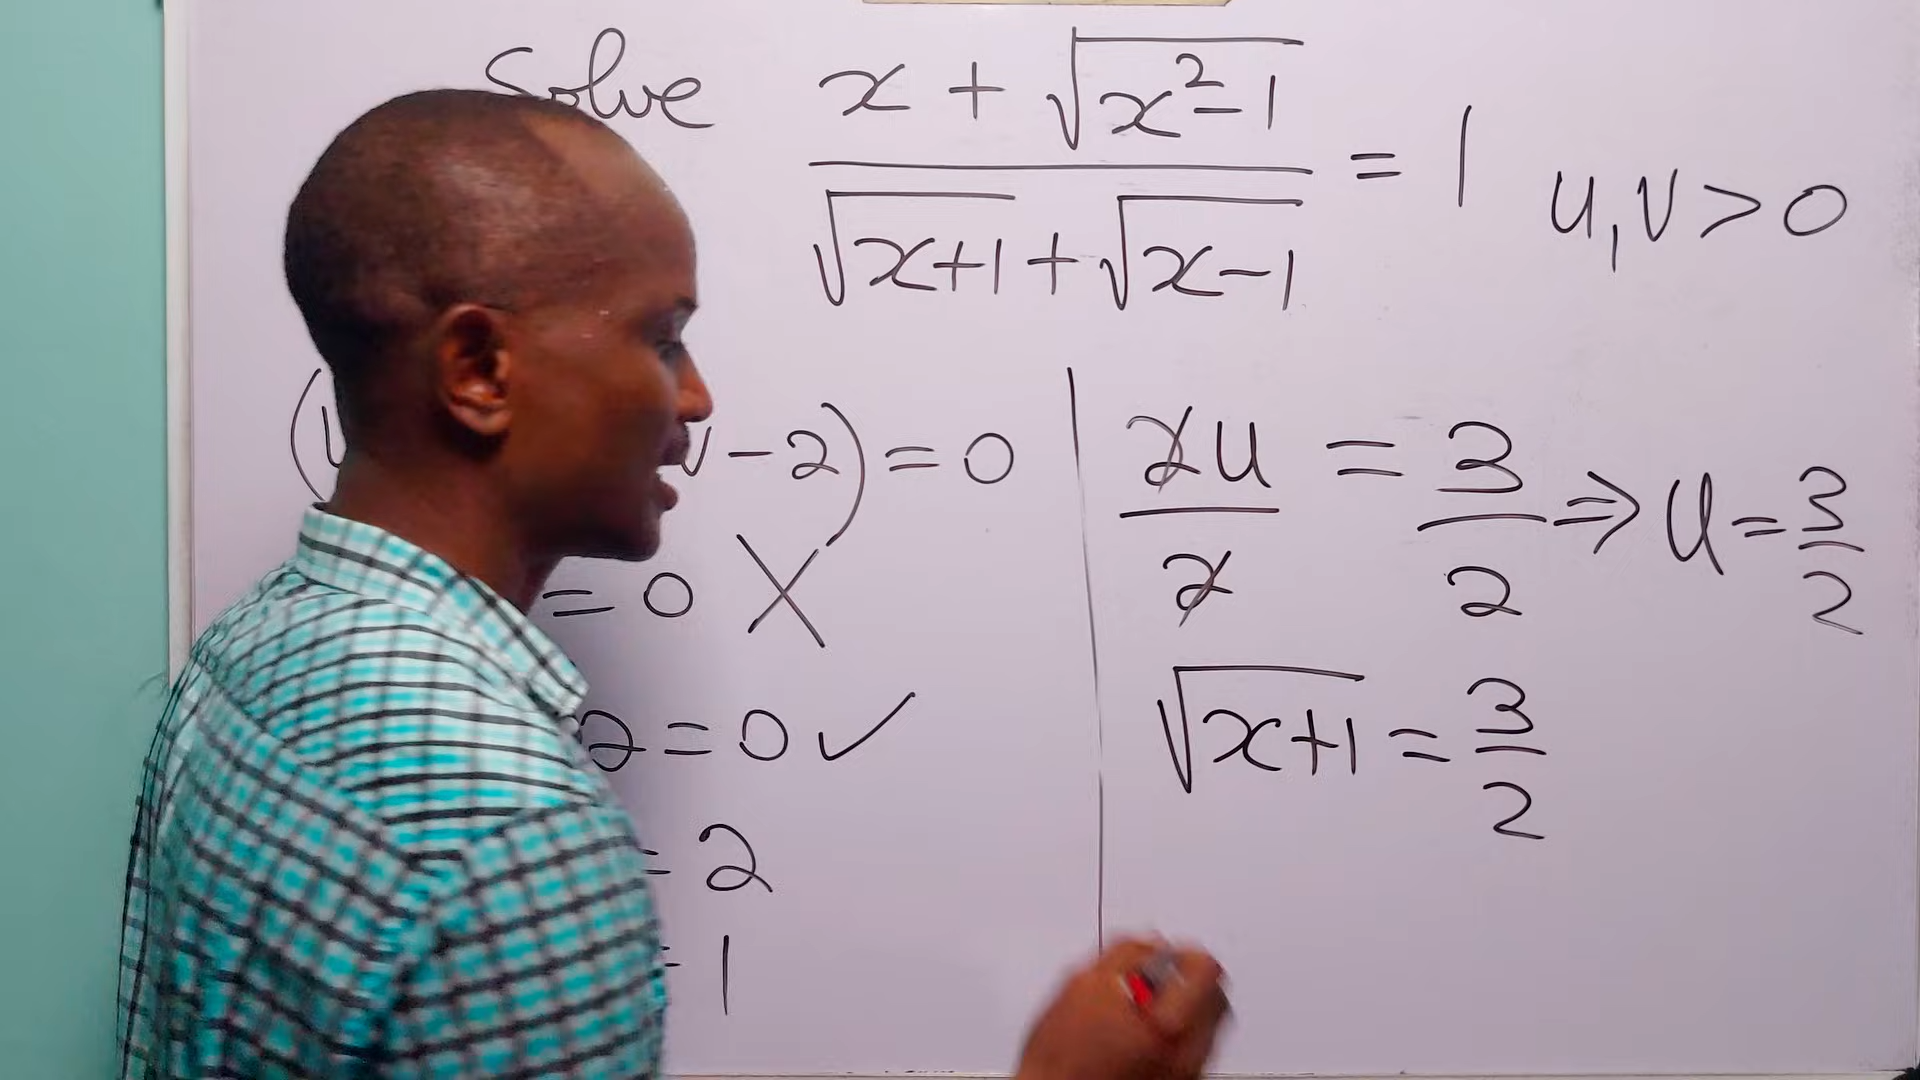 Solve (x + √(x²-1)) / (√(x+1) + √(x-1)) = 1
u,v > 0
v - 2) = 0
= 0 X
2 = 0 ✓
= 2
= 1
2u/2 = 3/2 ⇒ u = 3/2
√(x+1) = 3/2